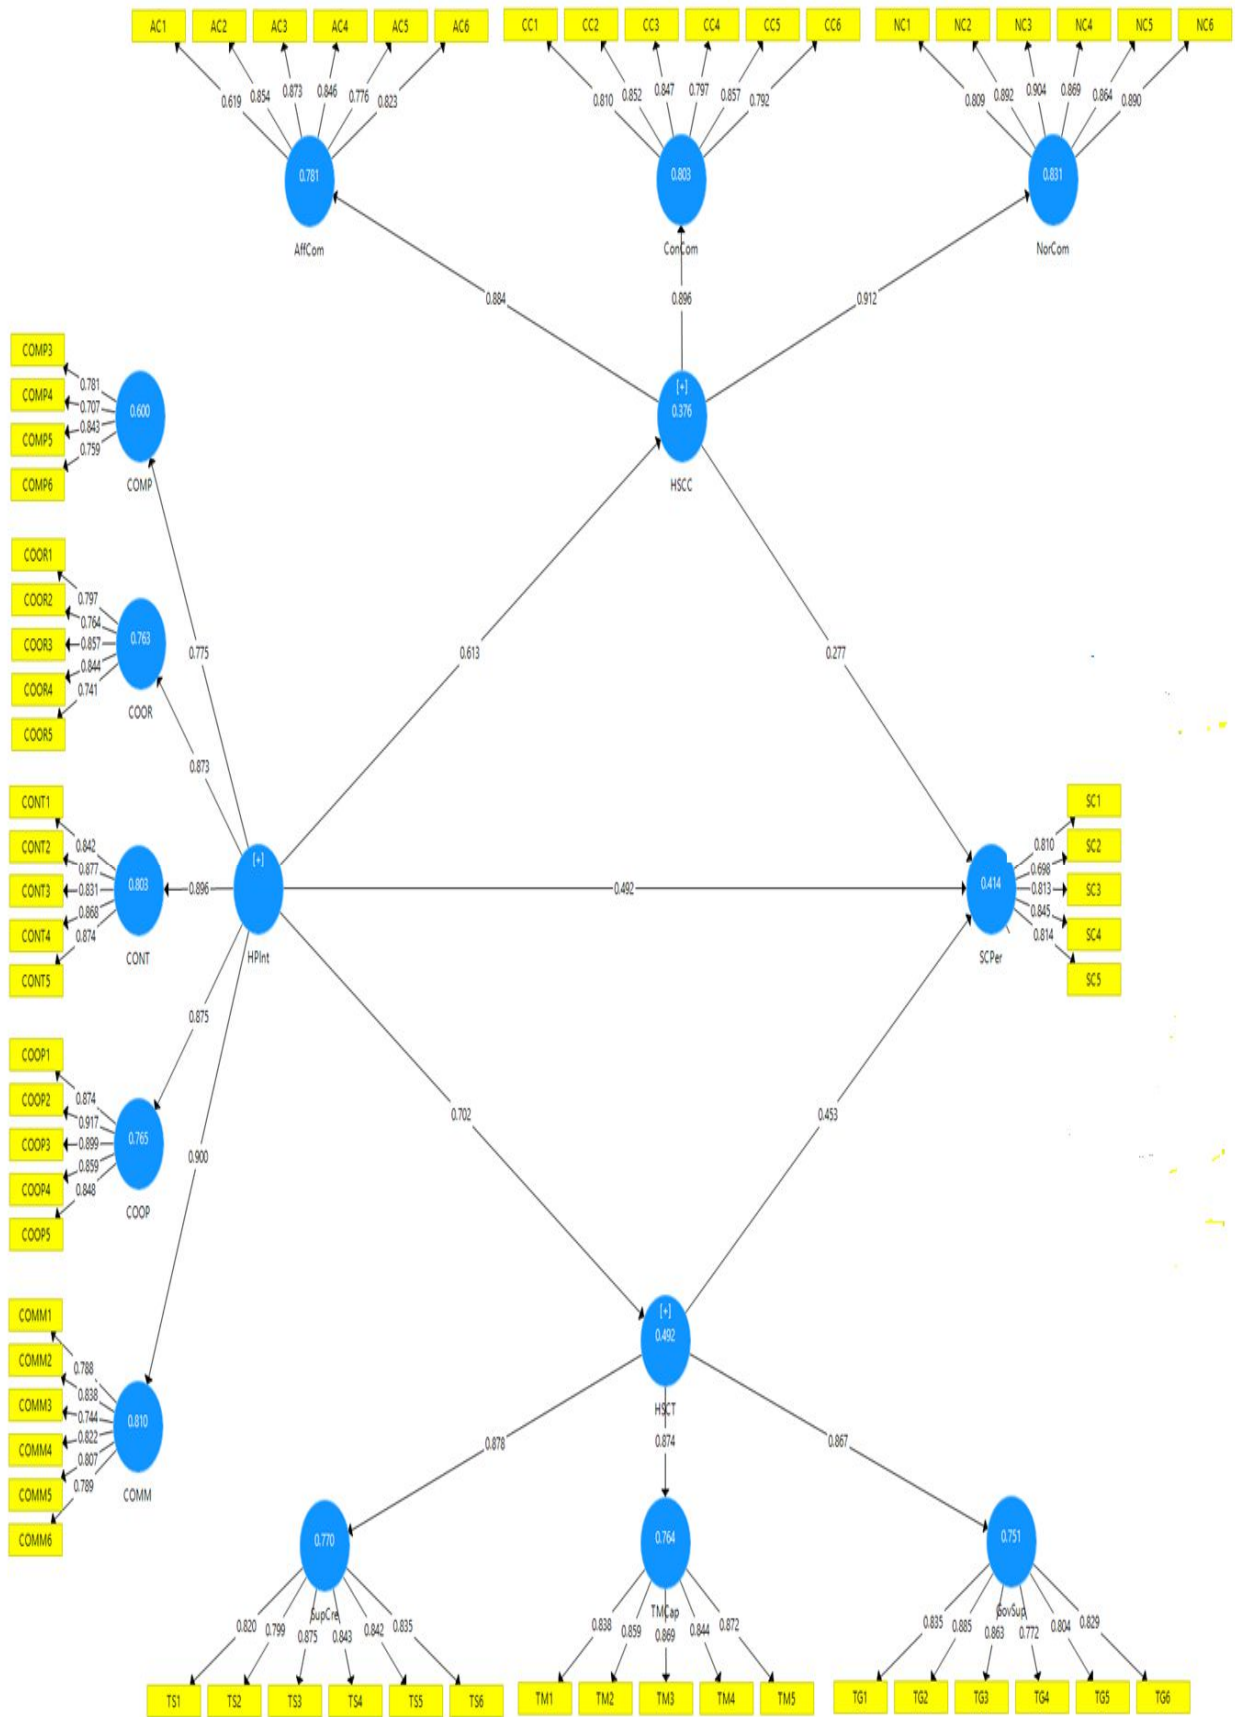 AC1 AC2 AC3 AC4 AC5 AC6 CC1 CC2 CC3 CC4 CC5 CC6 NC1 NC2 NC3 NC4 NC5 NC6
0.619 0.854 0.873 0.846 0.776 0.823 0.810 0.852 0.847 0.797 0.857 0.792 0.809 0.892 0.904 0.869 0.864 0.890
0.781 0.803 0.831
AffCom ConCom NorCom
0.884 0.896 0.912
COMP3
COMP4
COMP5
COMP6
0.781
0.707
0.843
0.759
0.600
COMP
[+]
0.376
HSCC
COOR1
COOR2
COOR3
COOR4
COOR5
0.797
0.764
0.857
0.844
0.741
0.763
COOR
0.775
0.873
0.613
0.277
CONT1
CONT2
CONT3
CONT4
CONT5
0.842
0.877
0.831
0.868
0.874
0.803
CONT
0.896
[+]
HPInt
0.492
0.414
SCPer
0.810
0.698
0.813
0.845
0.814
SC1
SC2
SC3
SC4
SC5
COOP1
COOP2
COOP3
COOP4
COOP5
0.874
0.917
0.899
0.859
0.848
0.765
COOP
0.875
0.900
0.702
0.453
COMM1
COMM2
COMM3
COMM4
COMM5
COMM6
0.788
0.838
0.744
0.822
0.807
0.789
0.810
COMM
[+]
0.492
HSCT
0.878 0.874 0.867
0.770 0.764 0.751
SupCre TMCap GovSup
0.820 0.799 0.875 0.843 0.842 0.835 0.838 0.859 0.869 0.844 0.872 0.835 0.885 0.863 0.772 0.804 0.829
TS1 TS2 TS3 TS4 TS5 TS6 TM1 TM2 TM3 TM4 TM5 TG1 TG2 TG3 TG4 TG5 TG6